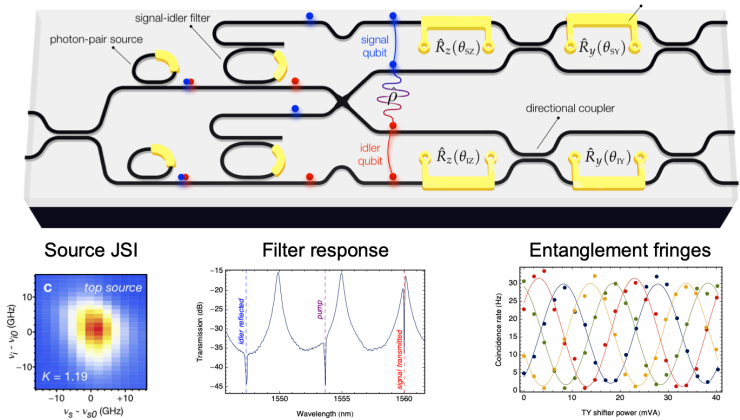 signal-idler filter
photon-pair source
signal
qubit
R̂z(θSZ)
R̂y(θSY)
ρ̂
directional coupler
idler
qubit
R̂z(θIZ)
R̂y(θIY)
Source JSI
Filter response
Entanglement fringes
c
top source
νi - νi0 (GHz)
10
0
−10
K = 1.19
−10
0
10
νS - νS0 (GHz)
Transmission (dB)
-15
-20
-25
-30
-35
-40
-45
idler reflected
pump
signal transmitted
1550
1555
1560
Wavelength (nm)
Coincidence rate (Hz)
30
25
20
15
10
5
0
0
10
20
30
40
TY shifter power (mVA)